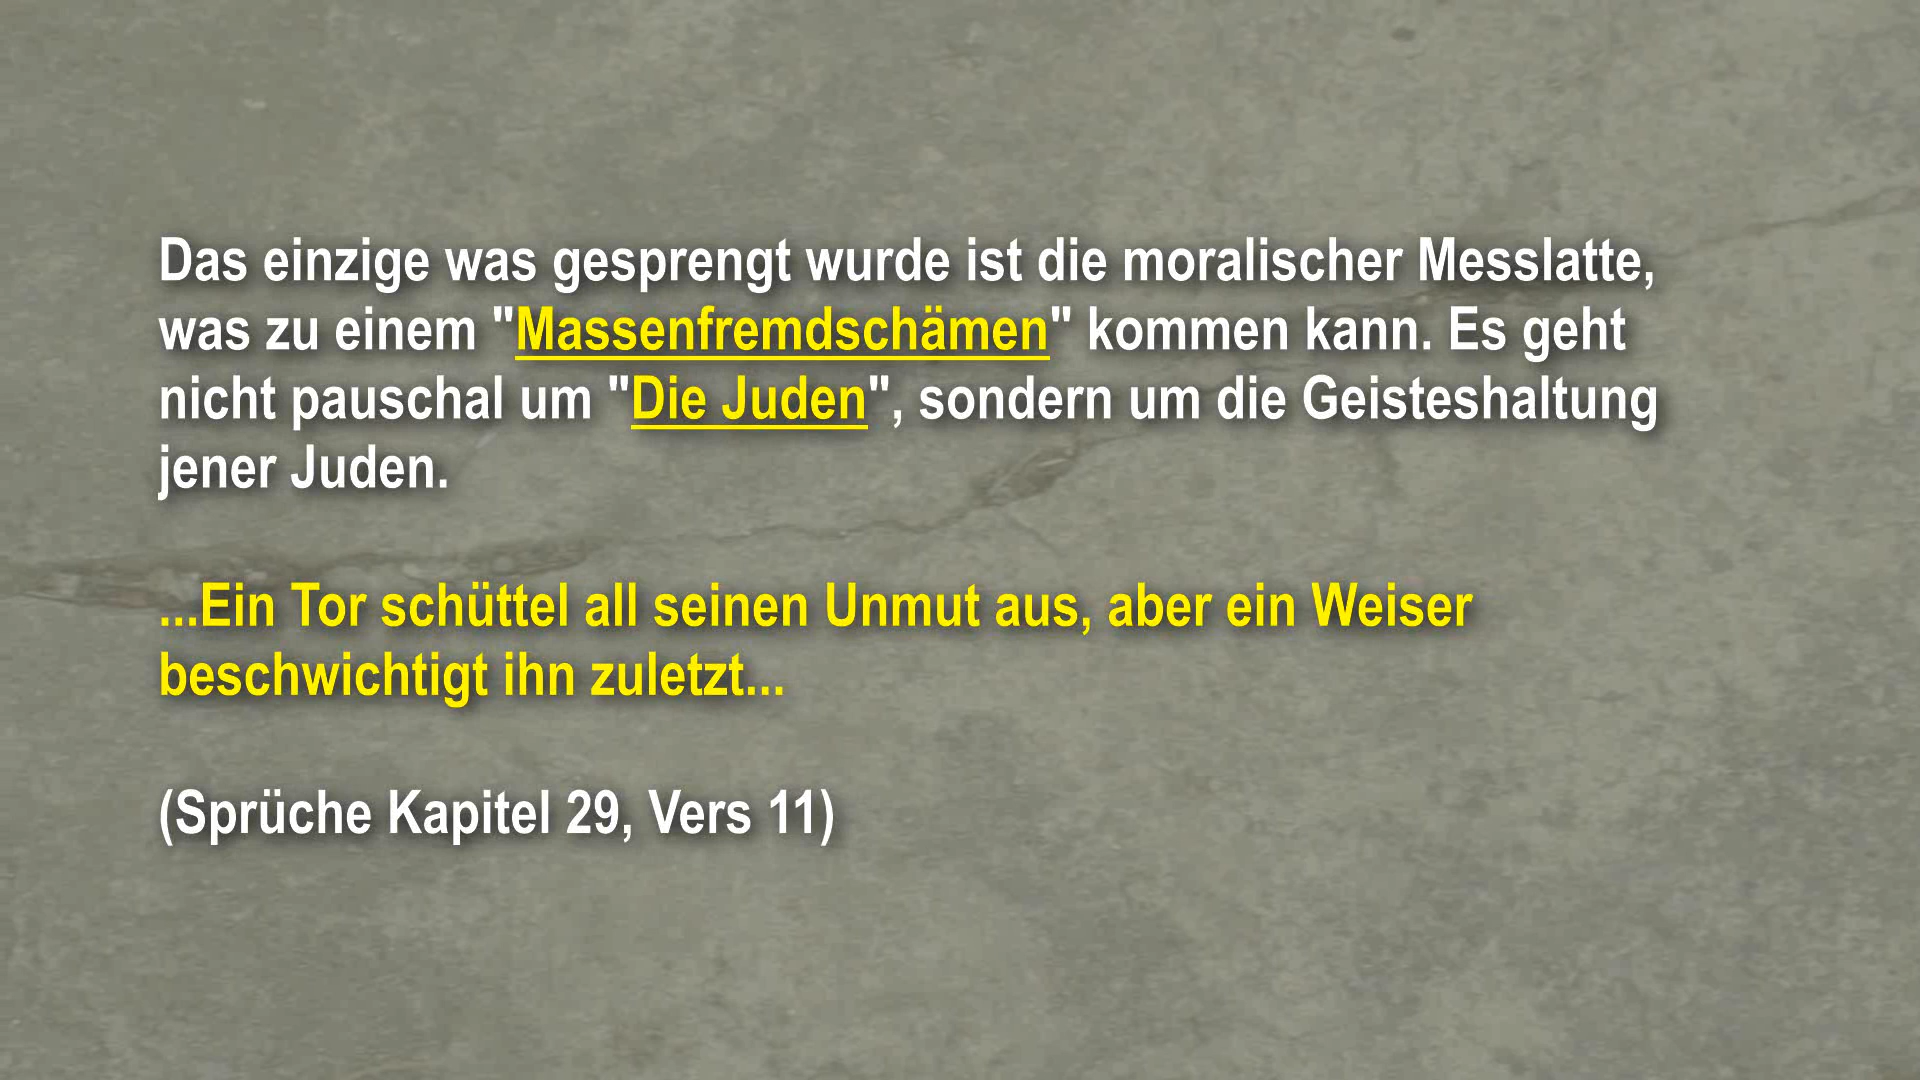 Das einzige was gesprengt wurde ist die moralischer Messlatte,
was zu einem "Massenfremdschämen" kommen kann. Es geht
nicht pauschal um "Die Juden", sondern um die Geisteshaltung
jener Juden.
...Ein Tor schüttel all seinen Unmut aus, aber ein Weiser
beschwichtigt ihn zuletzt...
(Sprüche Kapitel 29, Vers 11)